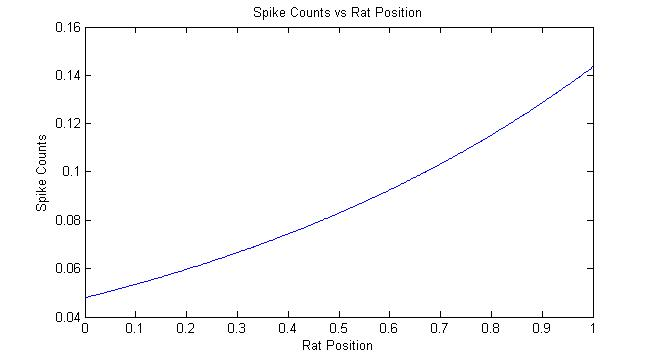 Spike Counts vs Rat Position
0.16
0.14
0.12
0.1
0.08
0.06
0.04
Spike Counts
0 0.1 0.2 0.3 0.4 0.5 0.6 0.7 0.8 0.9 1
Rat Position